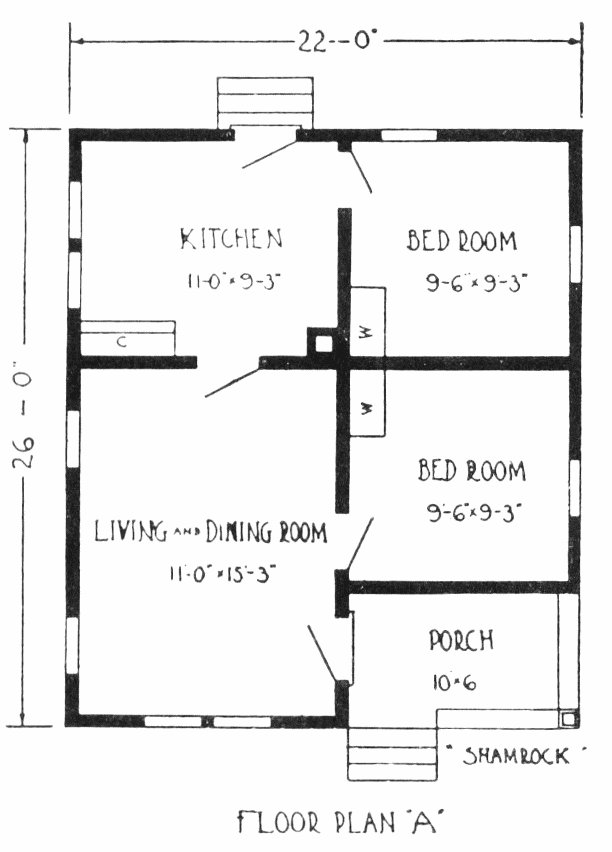 22--0"
KITCHEN
11-0"×9-3"
BED ROOM
9-6"×9-3"
C
W
26-0"
W
BED ROOM
9-6"×9-3"
LIVING AND DINING ROOM
11-0"×15-3"
PORCH
10×6
"SHAMROCK"
FLOOR PLAN "A"